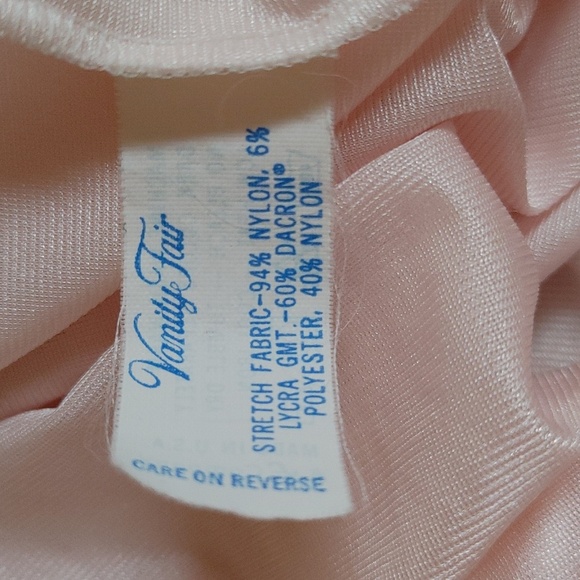 Vanity Fair
STRETCH FABRIC-94% NYLON, 6%
LYCRA GMT.-60% DACRON®
POLYESTER, 40% NYLON
CARE ON REVERSE